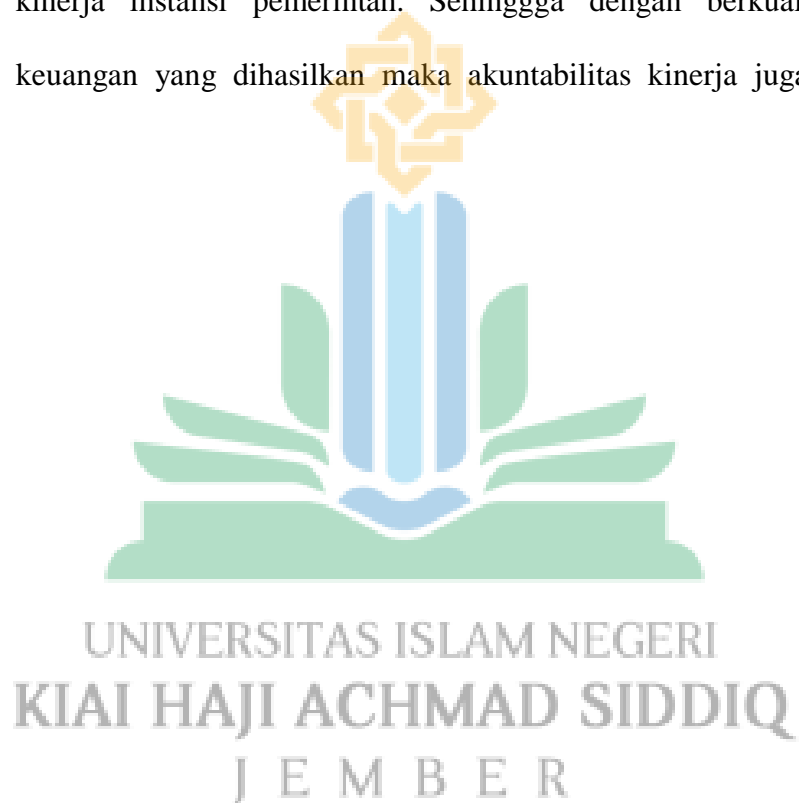 kinerja instansi pemerintah. Sehinggga dengan
keuangan yang dihasilkan maka akuntabilitas kinerja juga
UNIVERSITAS ISLAM NEGERI
KIAI HAJI ACHMAD SIDDIQ
JEMBER